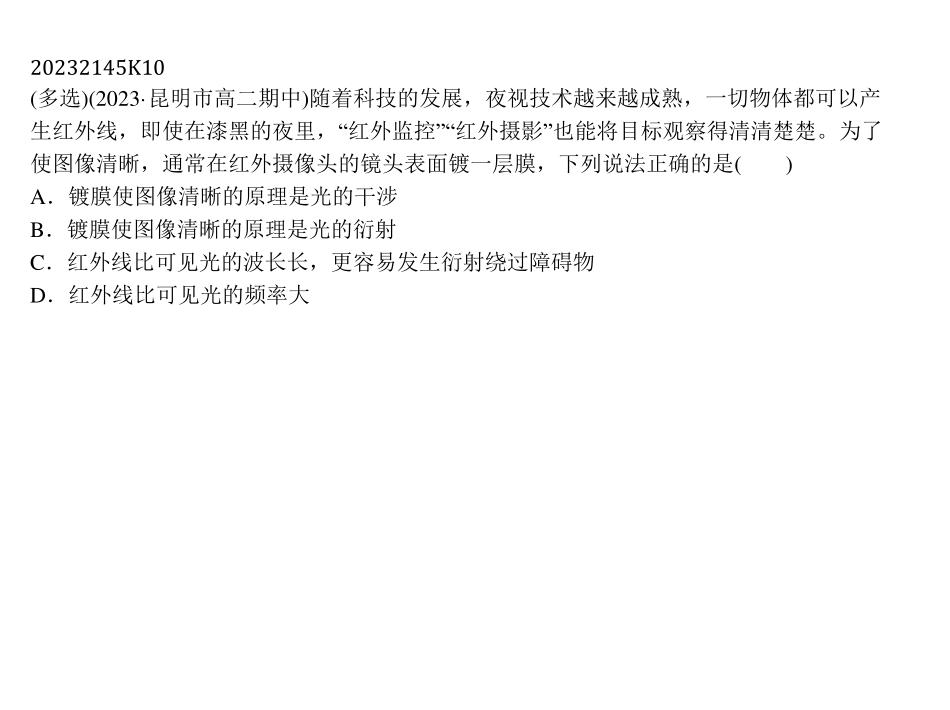 20232145K10
(多选)(2023·昆明市高二期中)随着科技的发展，夜视技术越来越成熟，一切物体都可以产
生红外线，即使在漆黑的夜里，“红外监控”“红外摄影”也能将目标观察得清清楚楚。为了
使图像清晰，通常在红外摄像头的镜头表面镀一层膜，下列说法正确的是(　　)
A．镀膜使图像清晰的原理是光的干涉
B．镀膜使图像清晰的原理是光的衍射
C．红外线比可见光的波长长，更容易发生衍射绕过障碍物
D．红外线比可见光的频率大